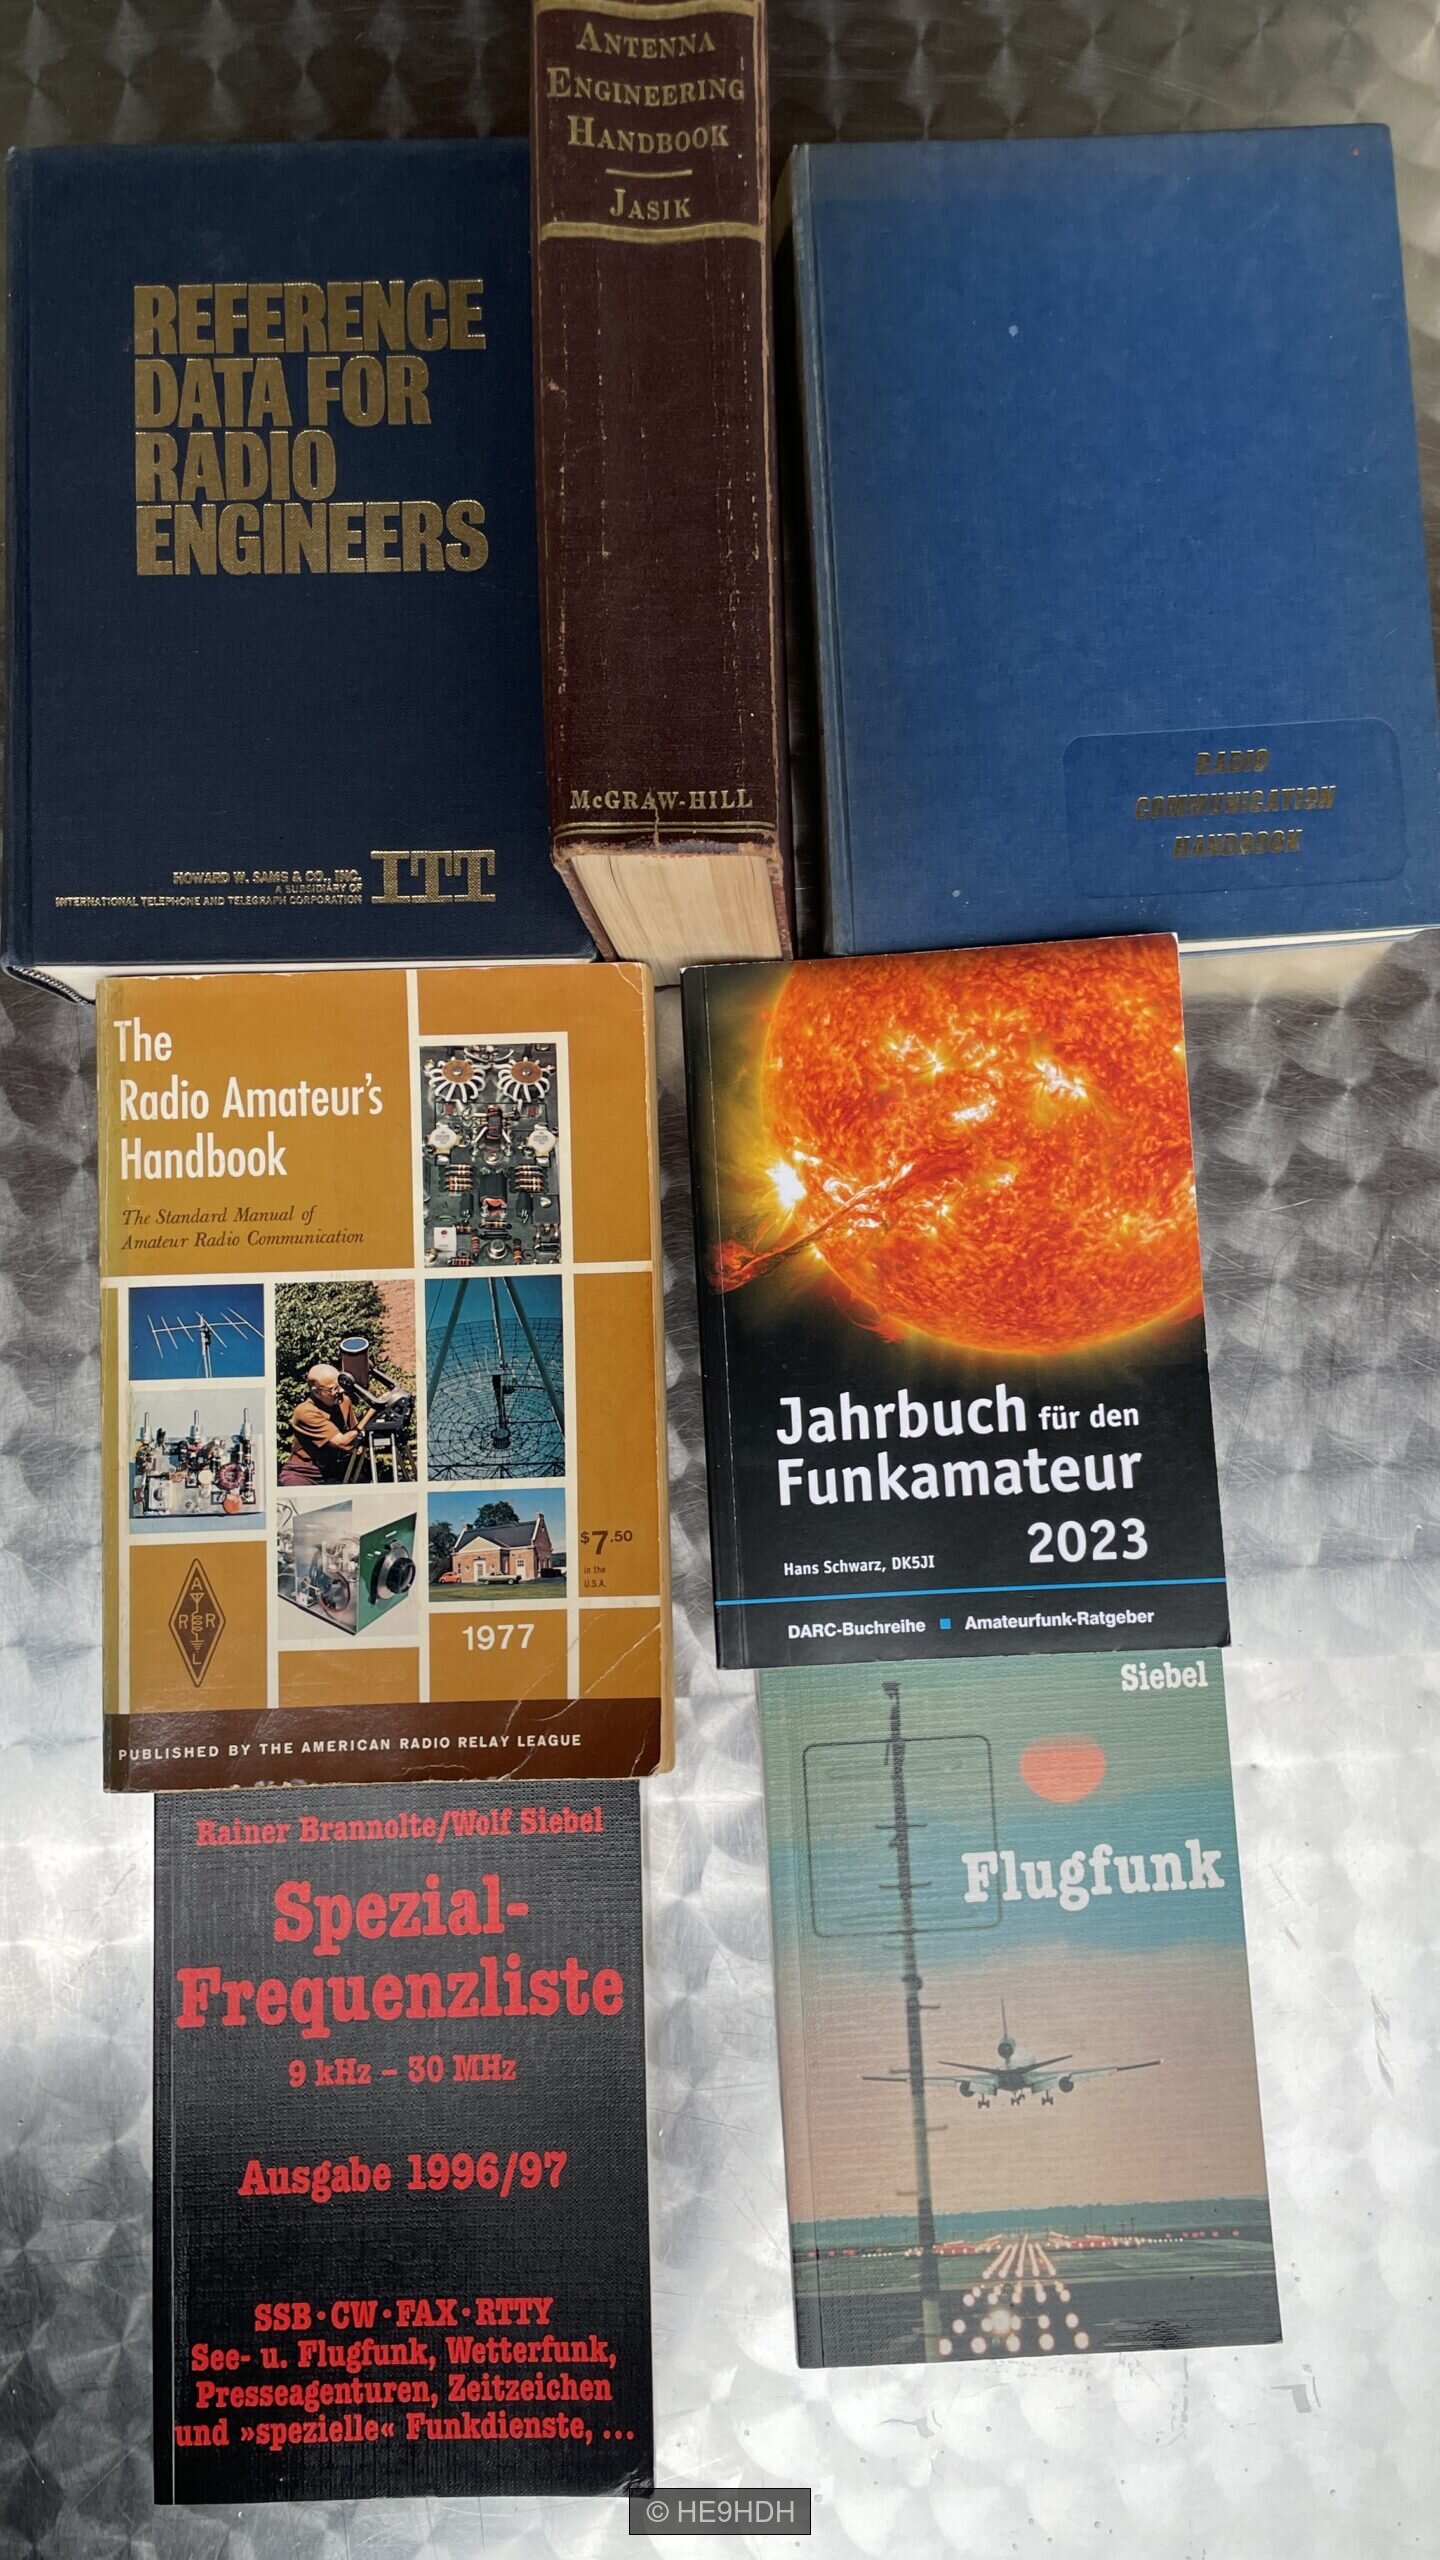 REFERENCE
DATA FOR
RADIO
ENGINEERS
HOWARD W. SAMS & CO., INC.
A SUBSIDIARY OF
INTERNATIONAL TELEPHONE AND TELEGRAPH CORPORATION
ITT
ANTENNA
ENGINEERING
HANDBOOK
JASIK
McGRAW-HILL
RADIO
COMMUNICATION
HANDBOOK
The
Radio Amateur's
Handbook
The Standard Manual of
Amateur Radio Communication
$7.50
in the
U.S.A.
A
R R
L
1977
PUBLISHED BY THE AMERICAN RADIO RELAY LEAGUE
Jahrbuch für den
Funkamateur
2023
Hans Schwarz, DK5JI
DARC-Buchreihe ■ Amateurfunk-Ratgeber
Rainer Brannolte/Wolf Siebel
Spezial-
Frequenzliste
9 kHz – 30 MHz
Ausgabe 1996/97
SSB · CW · FAX · RTTY
See- u. Flugfunk, Wetterfunk,
Presseagenturen, Zeitzeichen
und »spezielle« Funkdienste, ...
Siebel
Flugfunk
© HE9HDH